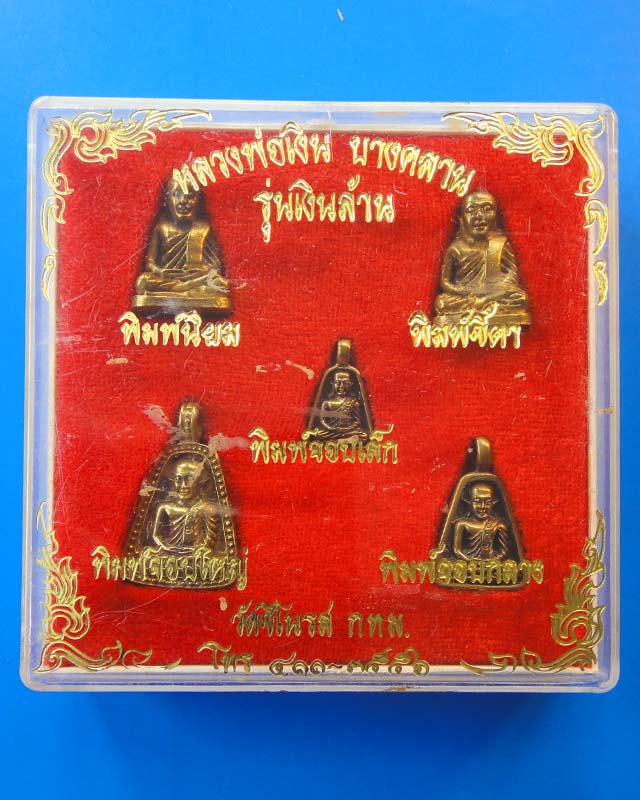 หลวงพ่อเงิน บางคลาน
รุ่นเงินล้าน
พิมพ์นิยม
พิมพ์ขี้ตา
พิมพ์จอบเล็ก
พิมพ์จอบใหญ่
พิมพ์จอบกลาง
วัดชิโนรส กทม.
โทร ๔๑๑-๓๕๕๖